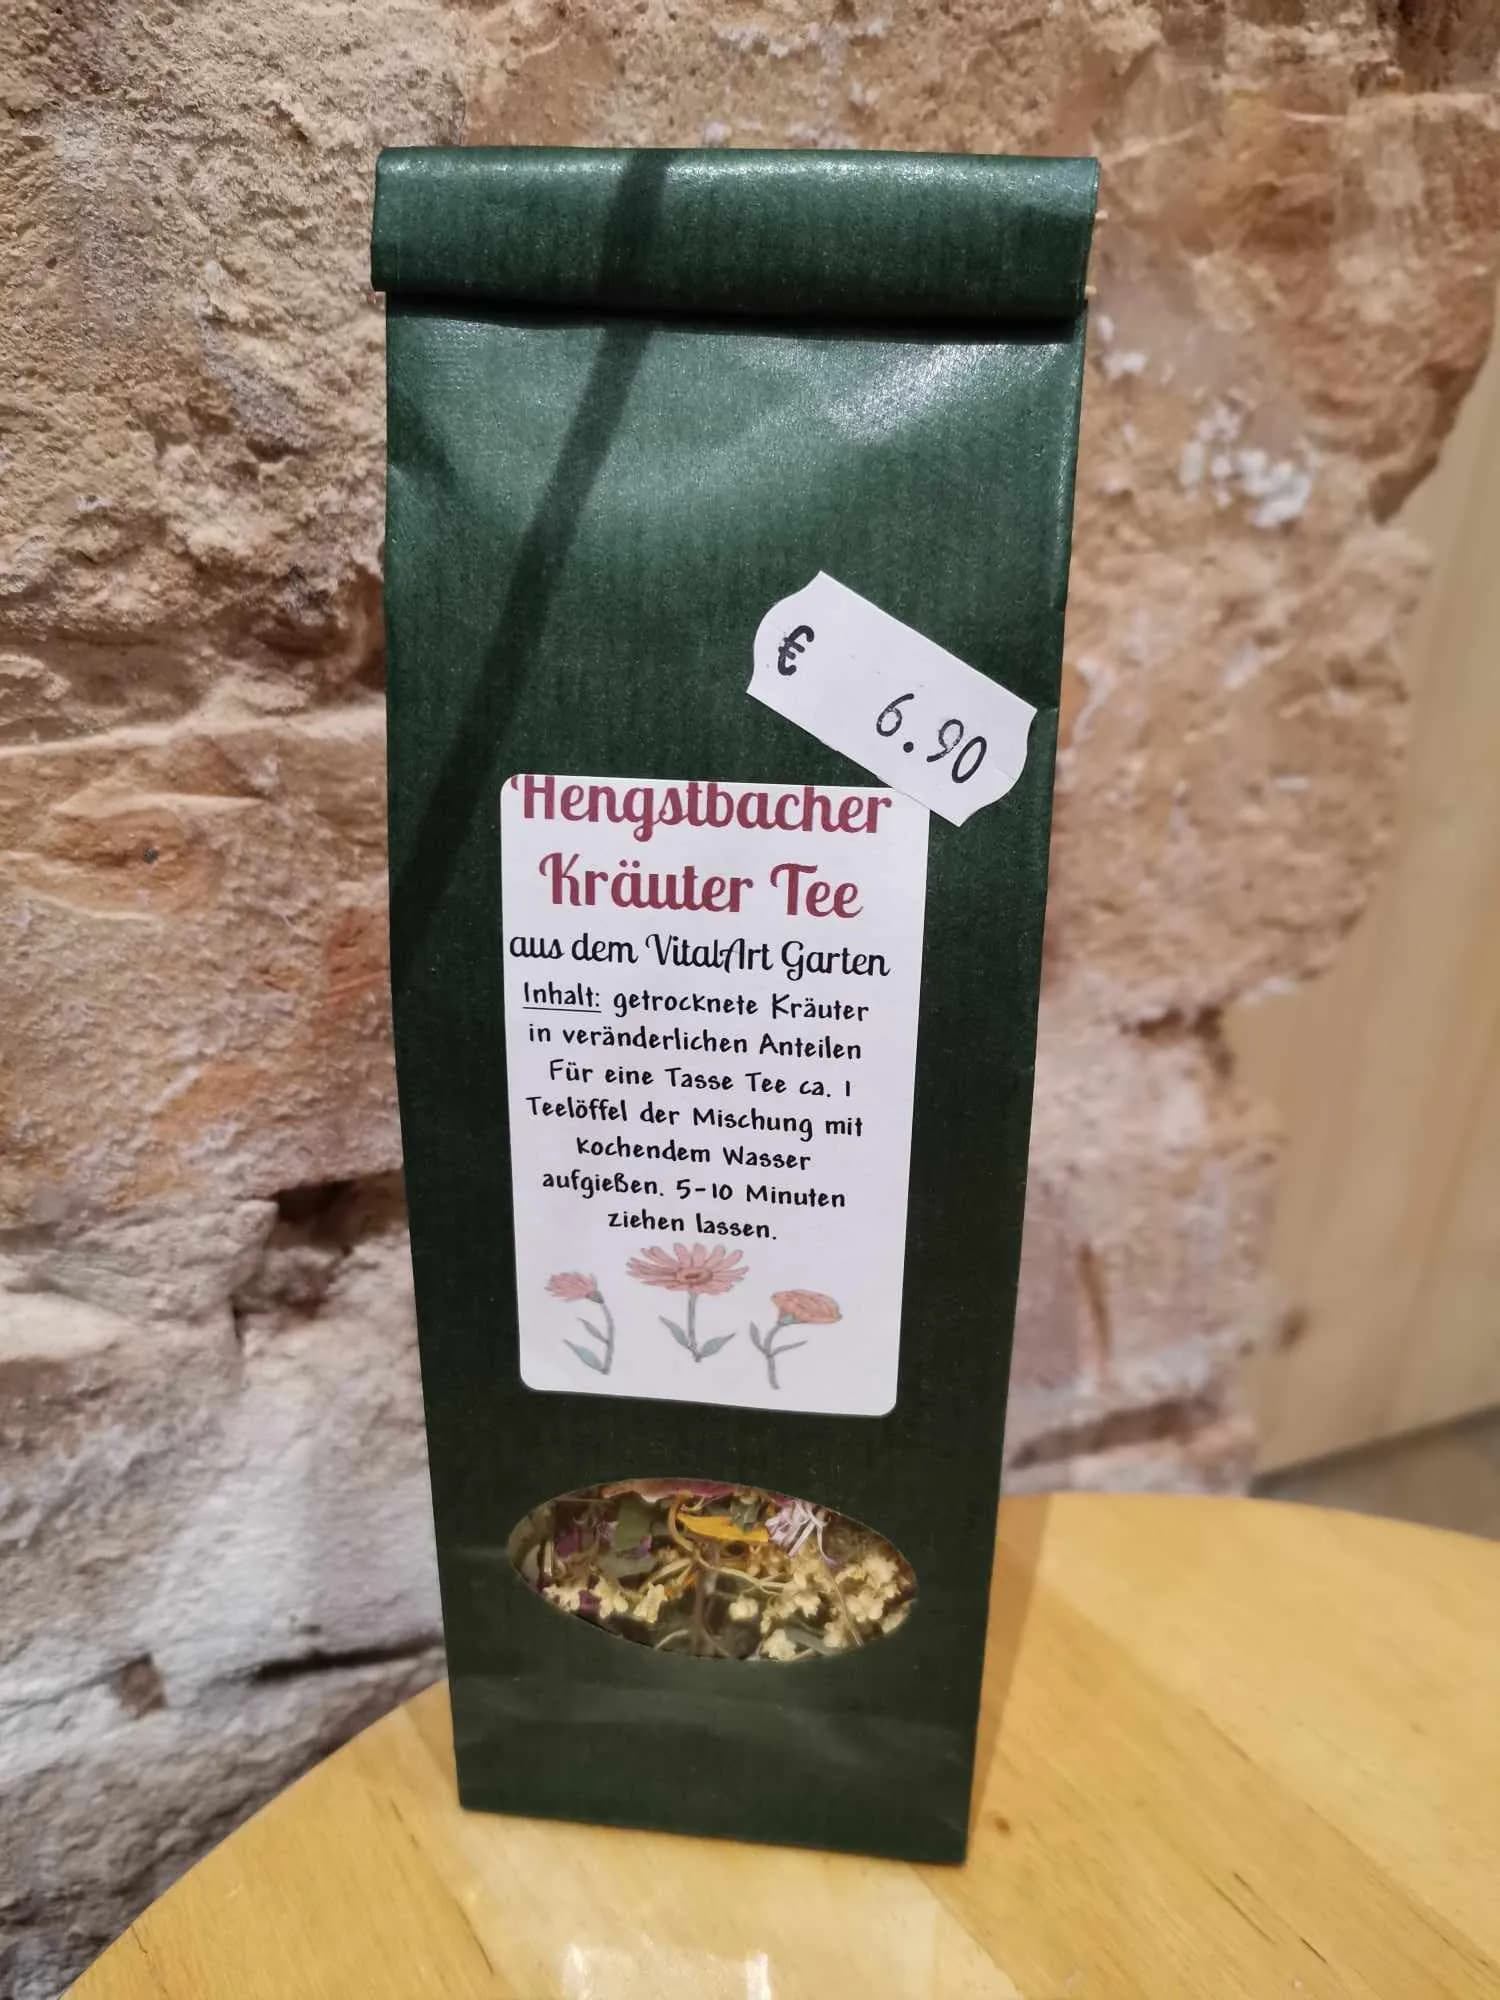 € 6.90
Hengstbacher
Kräuter Tee
aus dem VitalArt Garten
Inhalt: getrocknete Kräuter
in veränderlichen Anteilen
Für eine Tasse Tee ca. 1
Teelöffel der Mischung mit
kochendem Wasser
aufgießen. 5-10 Minuten
ziehen lassen.